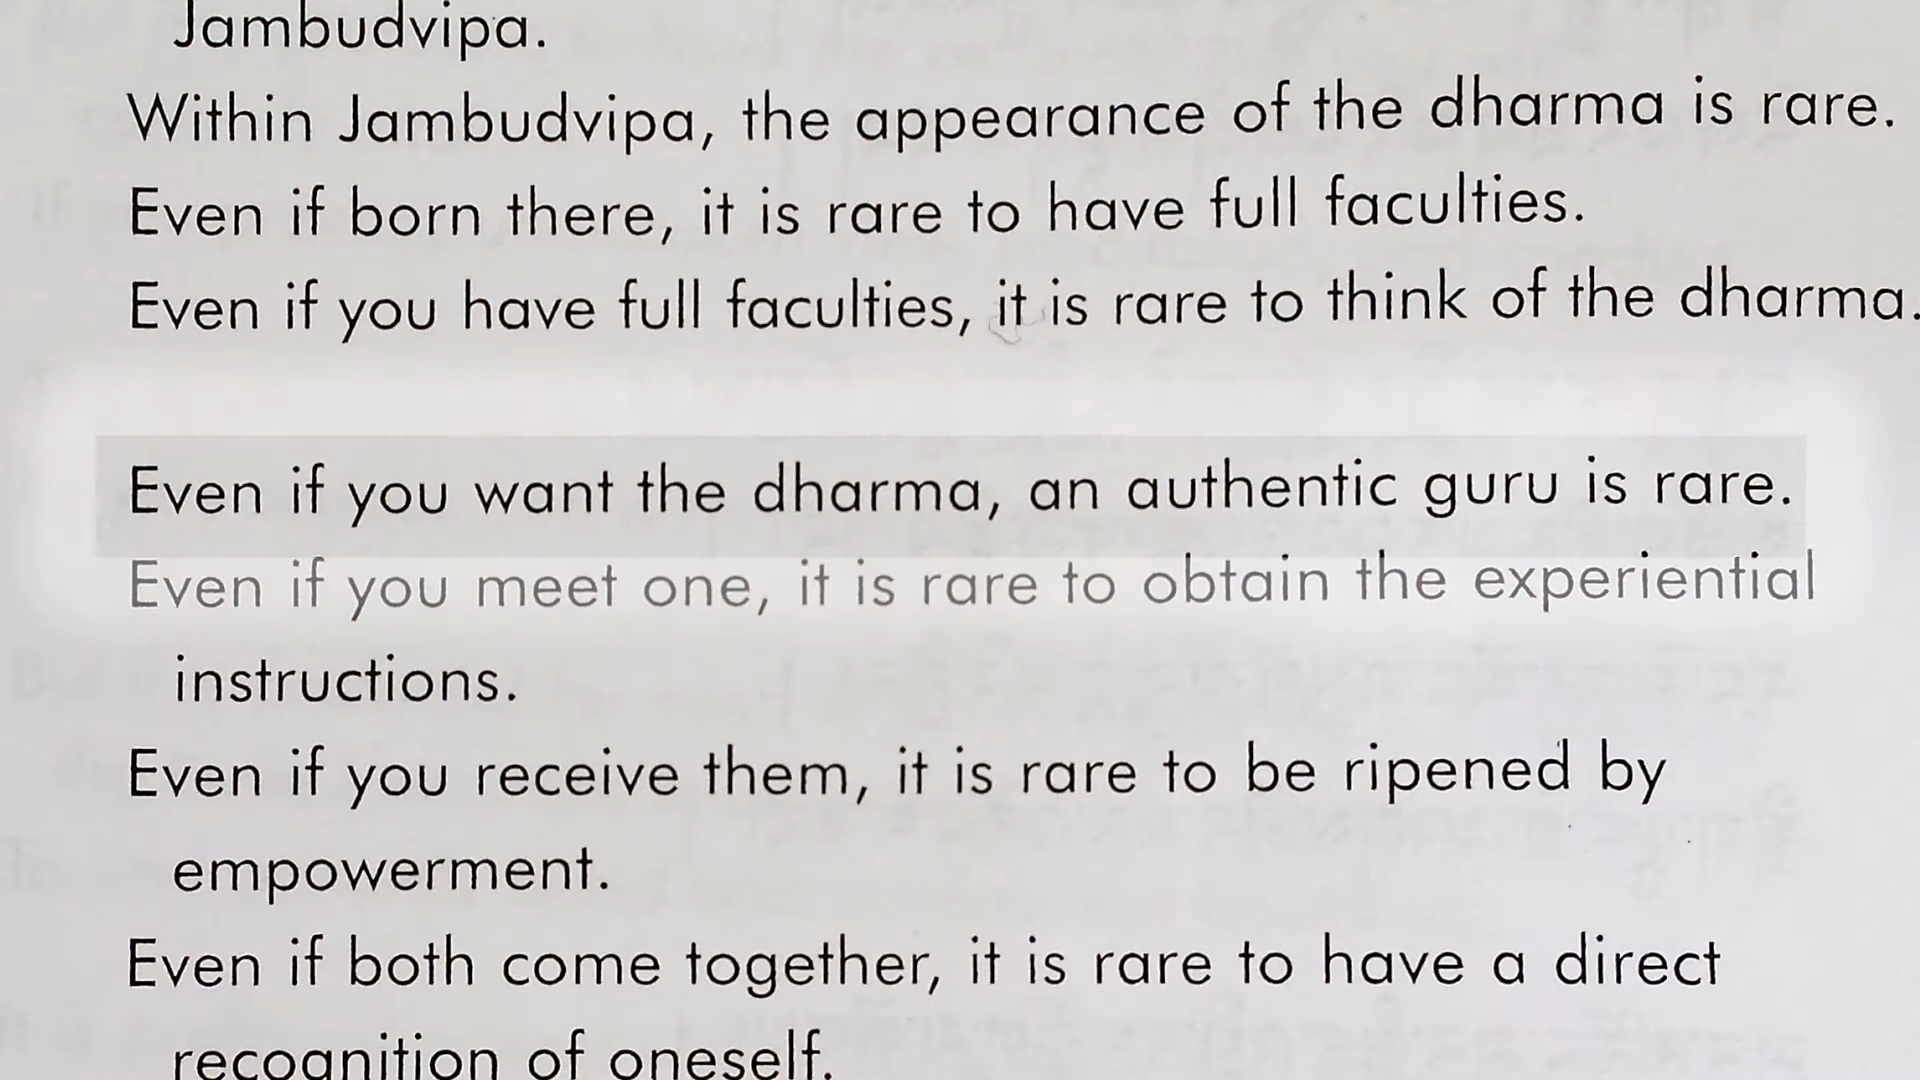 Jambudvipa.
Within Jambudvipa, the appearance of the dharma is rare.
Even if born there, it is rare to have full faculties.
Even if you have full faculties, it is rare to think of the dharma.
Even if you want the dharma, an authentic guru is rare.
Even if you meet one, it is rare to obtain the experiential
instructions.
Even if you receive them, it is rare to be ripened by
empowerment.
Even if both come together, it is rare to have a direct
recognition of oneself.